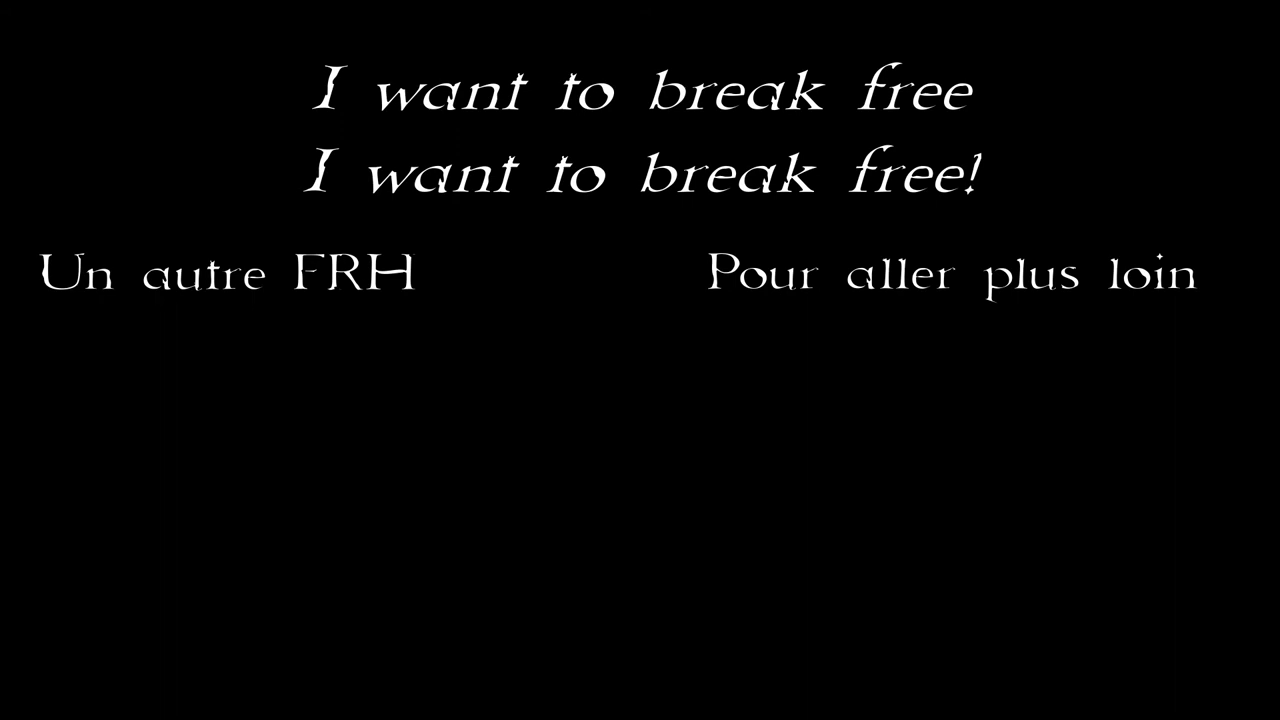 I want to break free
I want to break free!
Un autre FRH
Pour aller plus loin